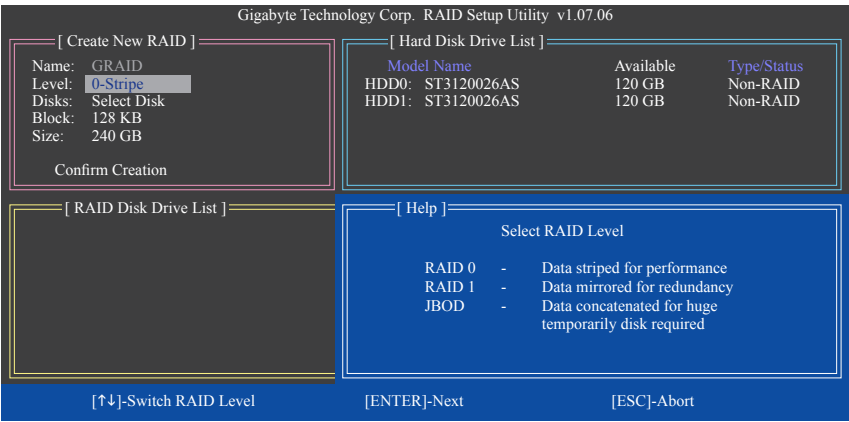 Gigabyte Technology Corp. RAID Setup Utility v1.07.06
[ Create New RAID ]
Name: GRAID
Level: 0-Stripe
Disks: Select Disk
Block: 128 KB
Size: 240 GB
Confirm Creation
[ Hard Disk Drive List ]
Model Name Available Type/Status
HDD0: ST3120026AS 120 GB Non-RAID
HDD1: ST3120026AS 120 GB Non-RAID
[ RAID Disk Drive List ]
[ Help ]
Select RAID Level
RAID 0 - Data striped for performance
RAID 1 - Data mirrored for redundancy
JBOD - Data concatenated for huge
temporarily disk required
[↑↓]-Switch RAID Level [ENTER]-Next [ESC]-Abort